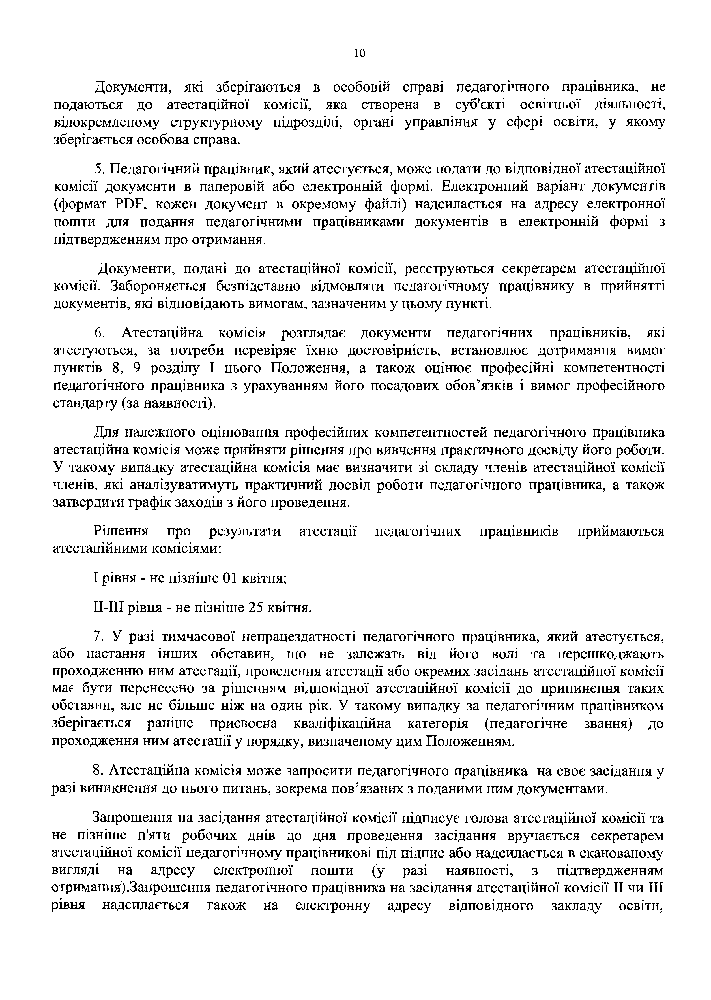 10
Документи, які зберігаються в особовій справі педагогічного працівника, не
подаються до атестаційної комісії, яка створена в суб'єкті освітньої діяльності,
відокремленому структурному підрозділі, органі управління у сфері освіти, у якому
зберігається особова справа.
5. Педагогічний працівник, який атестується, може подати до відповідної атестаційної
комісії документи в паперовій або електронній формі. Електронний варіант документів
(формат PDF, кожен документ в окремому файлі) надсилається на адресу електронної
пошти для подання педагогічними працівниками документів в електронній формі з
підтвердженням про отримання.
Документи, подані до атестаційної комісії, реєструються секретарем атестаційної
комісії. Забороняється безпідставно відмовляти педагогічному працівнику в прийнятті
документів, які відповідають вимогам, зазначеним у цьому пункті.
6. Атестаційна комісія розглядає документи педагогічних працівників, які
атестуються, за потреби перевіряє їхню достовірність, встановлює дотримання вимог
пунктів 8, 9 розділу І цього Положення, а також оцінює професійні компетентності
педагогічного працівника з урахуванням його посадових обов’язків і вимог професійного
стандарту (за наявності).
Для належного оцінювання професійних компетентностей педагогічного працівника
атестаційна комісія може прийняти рішення про вивчення практичного досвіду його роботи.
У такому випадку атестаційна комісія має визначити зі складу членів атестаційної комісії
членів, які аналізуватимуть практичний досвід роботи педагогічного працівника, а також
затвердити графік заходів з його проведення.
Рішення про результати атестації педагогічних працівників приймаються
атестаційними комісіями:
І рівня - не пізніше 01 квітня;
ІІ-ІІІ рівня - не пізніше 25 квітня.
7. У разі тимчасової непрацездатності педагогічного працівника, який атестується,
або настання інших обставин, що не залежать від його волі та перешкоджають
проходженню ним атестації, проведення атестації або окремих засідань атестаційної комісії
має бути перенесено за рішенням відповідної атестаційної комісії до припинення таких
обставин, але не більше ніж на один рік. У такому випадку за педагогічним працівником
зберігається раніше присвоєна кваліфікаційна категорія (педагогічне звання) до
проходження ним атестації у порядку, визначеному цим Положенням.
8. Атестаційна комісія може запросити педагогічного працівника на своє засідання у
разі виникнення до нього питань, зокрема пов’язаних з поданими ним документами.
Запрошення на засідання атестаційної комісії підписує голова атестаційної комісії та
не пізніше п'яти робочих днів до дня проведення засідання вручається секретарем
атестаційної комісії педагогічному працівникові під підпис або надсилається в сканованому
вигляді на адресу електронної пошти (у разі наявності, з підтвердженням
отримання).Запрошення педагогічного працівника на засідання атестаційної комісії ІІ чи ІІІ
рівня надсилається також на електронну адресу відповідного закладу освіти,